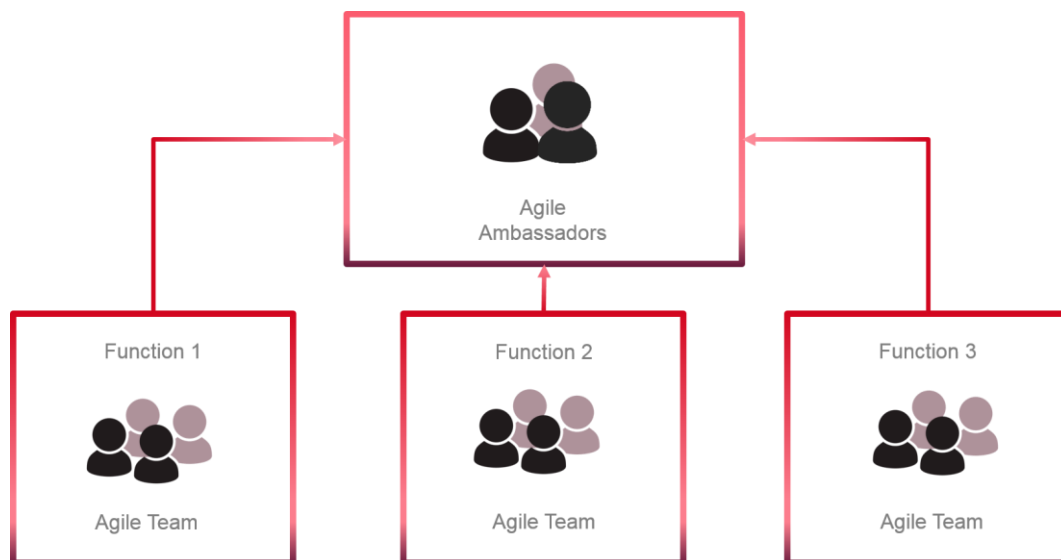 Agile
Ambassadors
Function 1
Function 2
Function 3
Agile Team
Agile Team
Agile Team